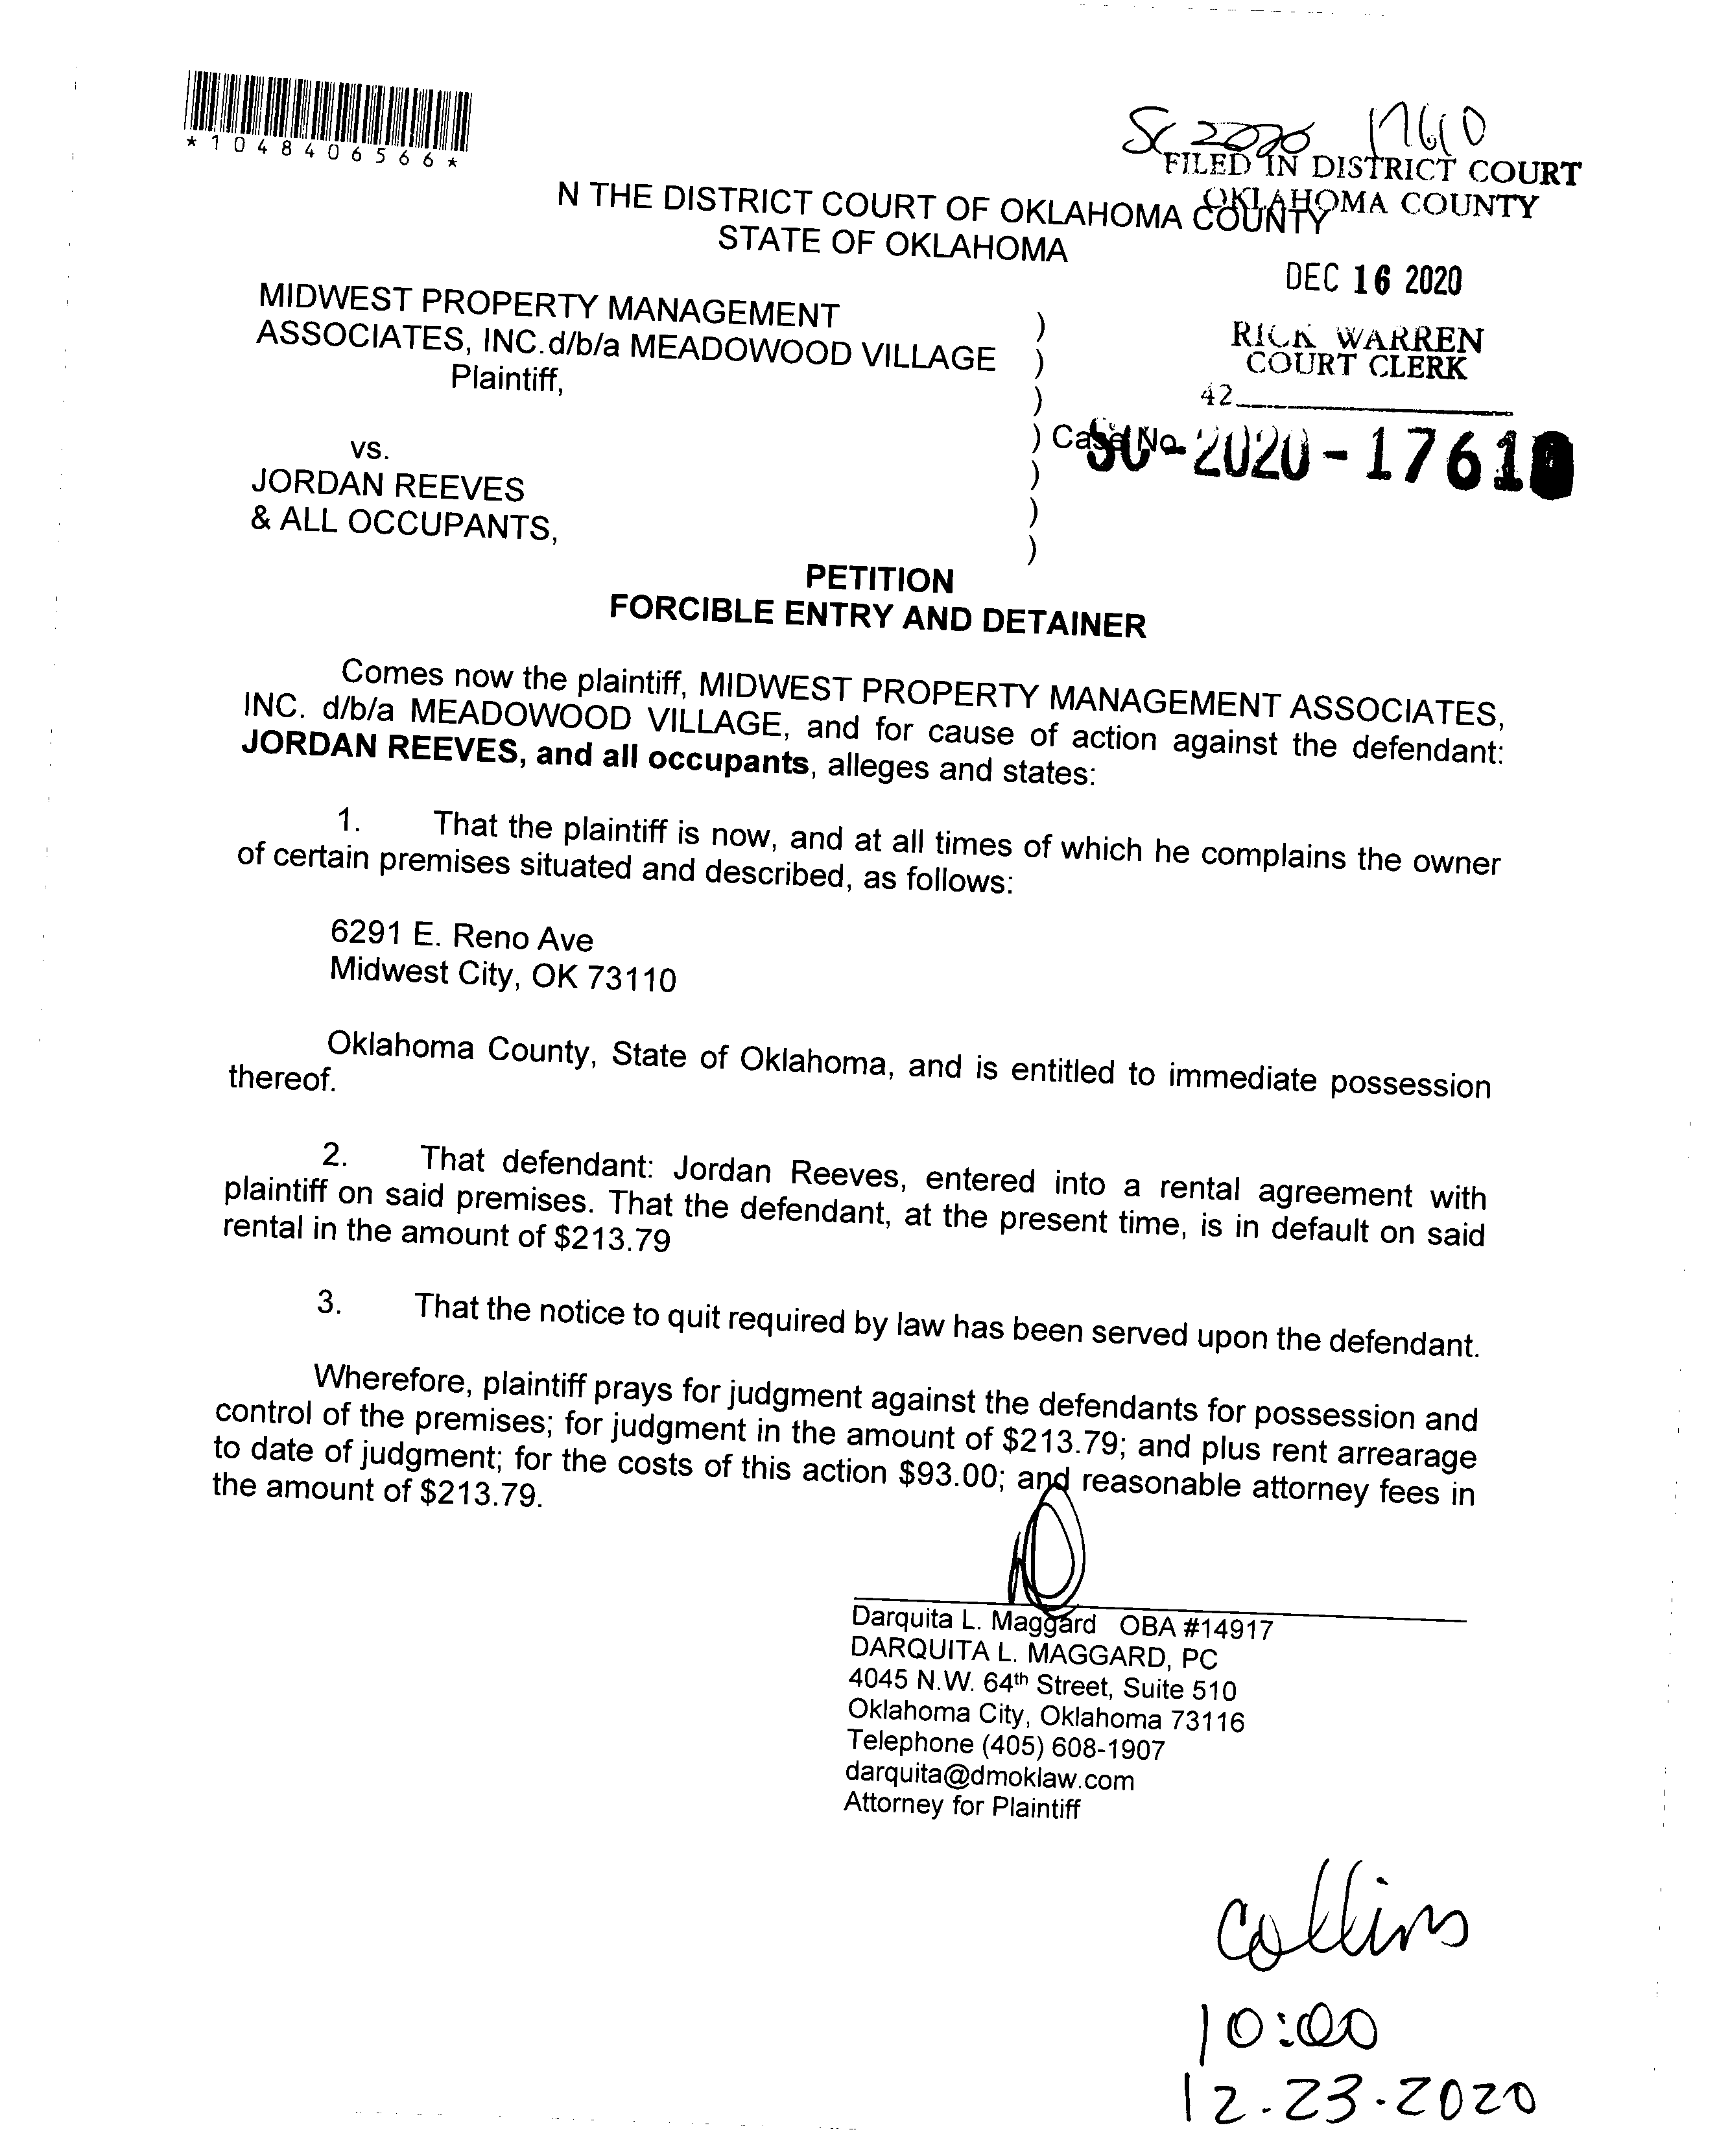 *1048406566*
SC 2020 17610
FILED IN DISTRICT COURT
OKLAHOMA COUNTY
N THE DISTRICT COURT OF OKLAHOMA COUNTY
STATE OF OKLAHOMA
DEC 16 2020
RICK WARREN
COURT CLERK
42
MIDWEST PROPERTY MANAGEMENT )
ASSOCIATES, INC.d/b/a MEADOWOOD VILLAGE )
Plaintiff, )
) Case No.
SC-2020-17610
vs. )
JORDAN REEVES )
& ALL OCCUPANTS, )
PETITION
FORCIBLE ENTRY AND DETAINER
Comes now the plaintiff, MIDWEST PROPERTY MANAGEMENT ASSOCIATES,
INC. d/b/a MEADOWOOD VILLAGE, and for cause of action against the defendant:
JORDAN REEVES, and all occupants, alleges and states:
1. That the plaintiff is now, and at all times of which he complains the owner
of certain premises situated and described, as follows:
6291 E. Reno Ave
Midwest City, OK 73110
Oklahoma County, State of Oklahoma, and is entitled to immediate possession
thereof.
2. That defendant: Jordan Reeves, entered into a rental agreement with
plaintiff on said premises. That the defendant, at the present time, is in default on said
rental in the amount of $213.79
3. That the notice to quit required by law has been served upon the defendant.
Wherefore, plaintiff prays for judgment against the defendants for possession and
control of the premises; for judgment in the amount of $213.79; and plus rent arrearage
to date of judgment; for the costs of this action $93.00; and reasonable attorney fees in
the amount of $213.79.
Darquita L. Maggard OBA #14917
DARQUITA L. MAGGARD, PC
4045 N.W. 64th Street, Suite 510
Oklahoma City, Oklahoma 73116
Telephone (405) 608-1907
darquita@dmoklaw.com
Attorney for Plaintiff
Collins
10:00
12.23.2020